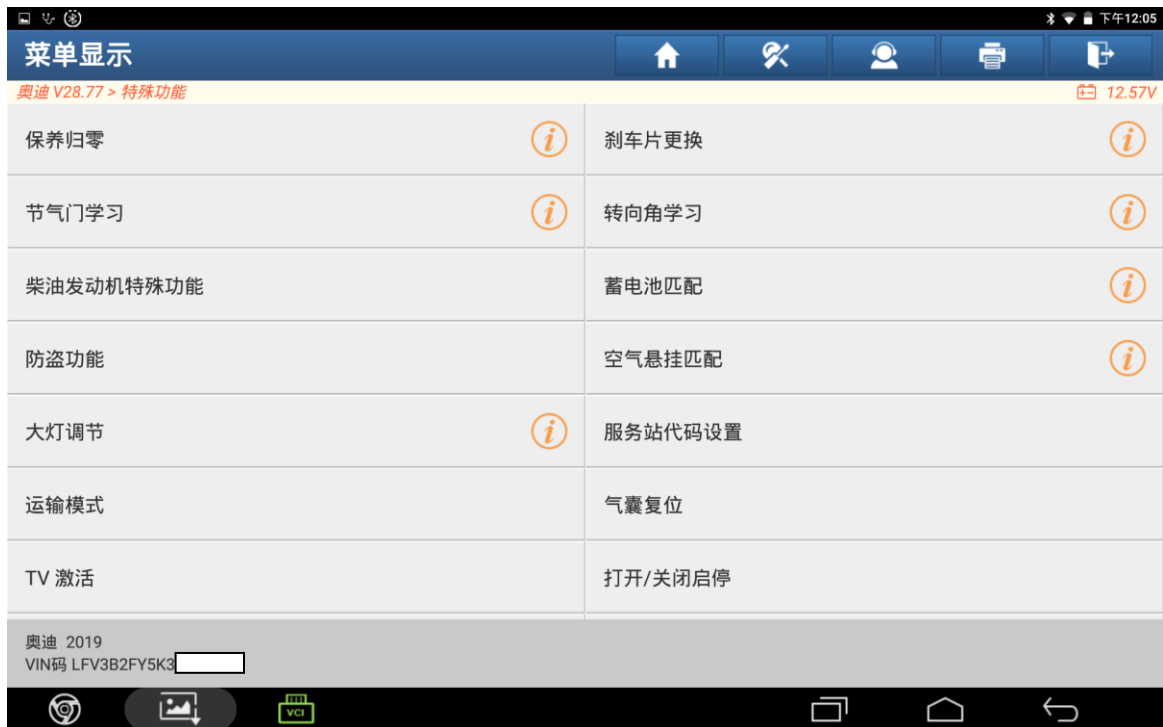 下午12:05
菜单显示
奥迪 V28.77 > 特殊功能 12.57V
保养归零 刹车片更换
节气门学习 转向角学习
柴油发动机特殊功能 蓄电池匹配
防盗功能 空气悬挂匹配
大灯调节 服务站代码设置
运输模式 气囊复位
TV 激活 打开/关闭启停
奥迪 2019
VIN码 LFV3B2FY5K3
VCI